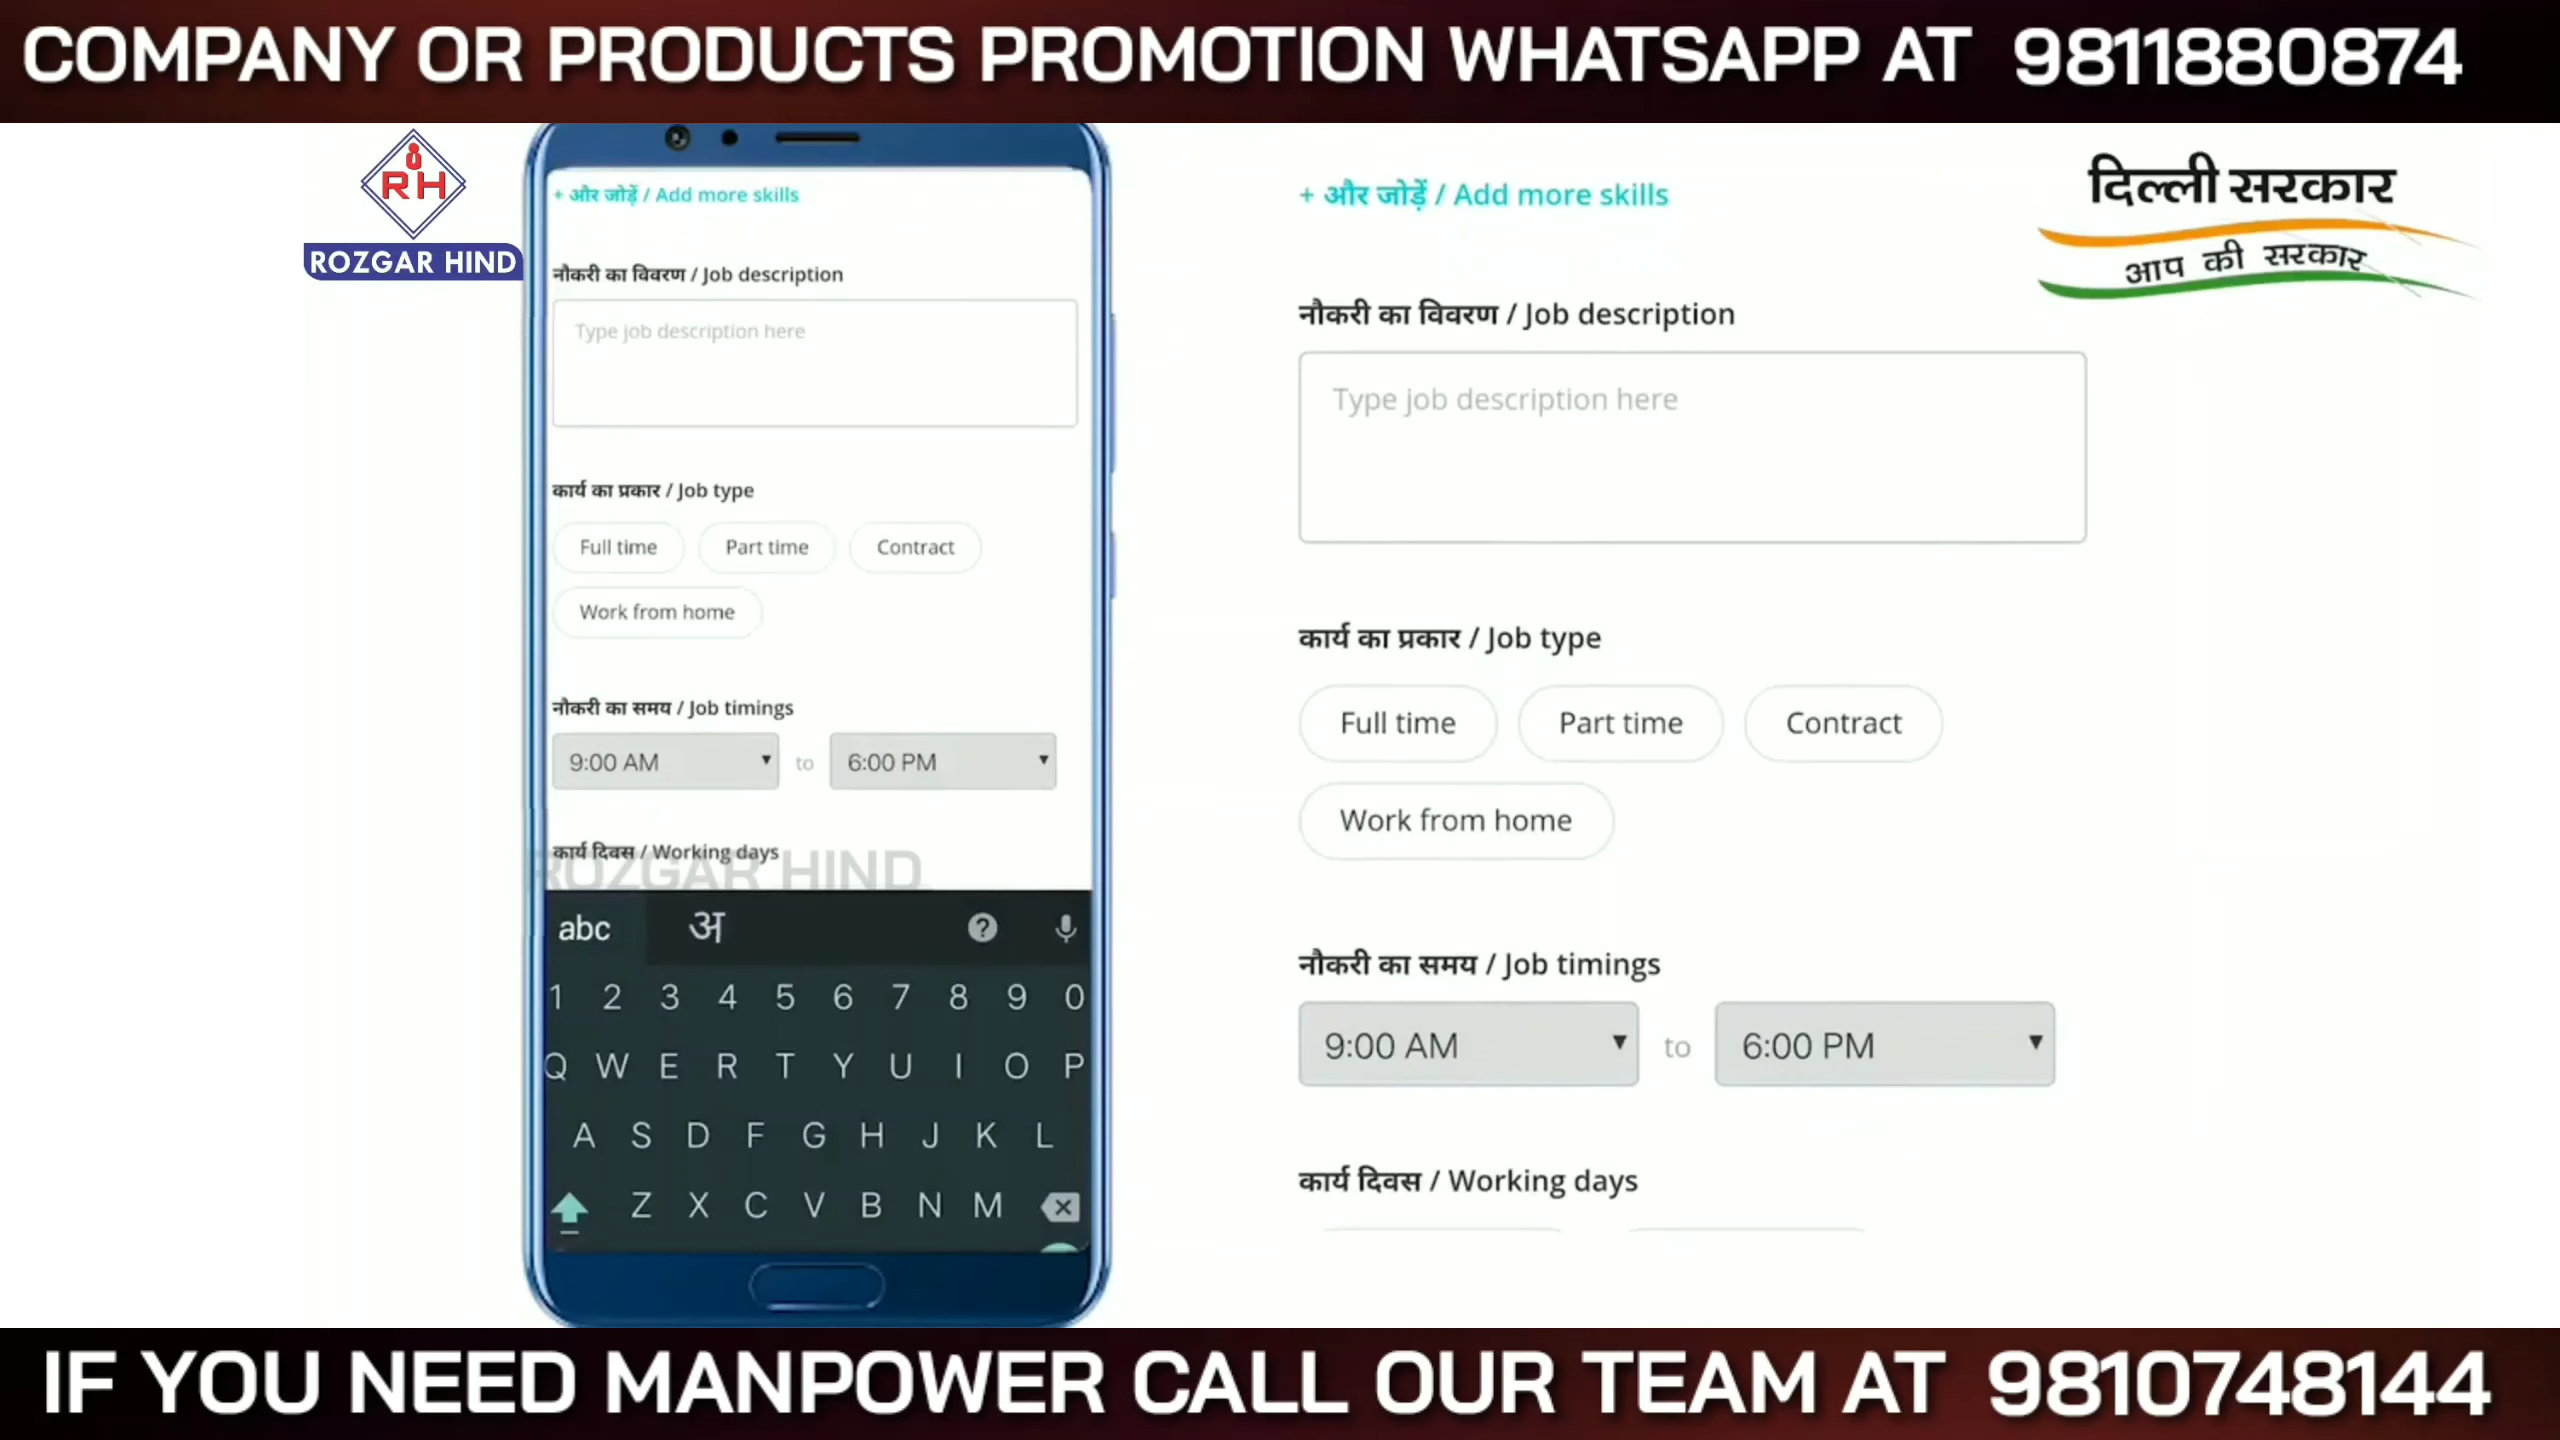 COMPANY OR PRODUCTS PROMOTION WHATSAPP AT 9811880874
RH
ROZGAR HIND
+ और जोड़ें / Add more skills
नौकरी का विवरण / Job description
Type job description here
कार्य का प्रकार / Job type
Full time Part time Contract
Work from home
नौकरी का समय / Job timings
9:00 AM to 6:00 PM
कार्य दिवस / Working days
ROZGAR HIND
abc अ ?
1 2 3 4 5 6 7 8 9 0
Q W E R T Y U I O P
A S D F G H J K L
Z X C V B N M
+ और जोड़ें / Add more skills
नौकरी का विवरण / Job description
Type job description here
कार्य का प्रकार / Job type
Full time Part time Contract
Work from home
नौकरी का समय / Job timings
9:00 AM to 6:00 PM
कार्य दिवस / Working days
दिल्ली सरकार
आप की सरकार
IF YOU NEED MANPOWER CALL OUR TEAM AT 9810748144